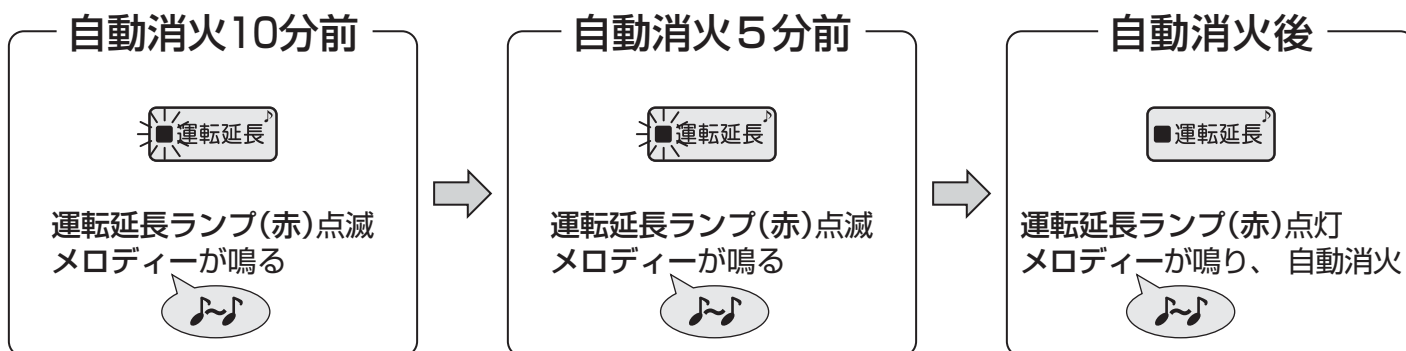 自動消火10分前
運転延長♪
運転延長ランプ(赤)点滅
メロディーが鳴る
♪~♪
自動消火5分前
運転延長♪
運転延長ランプ(赤)点滅
メロディーが鳴る
♪~♪
自動消火後
運転延長♪
運転延長ランプ(赤)点灯
メロディーが鳴り、 自動消火
♪~♪